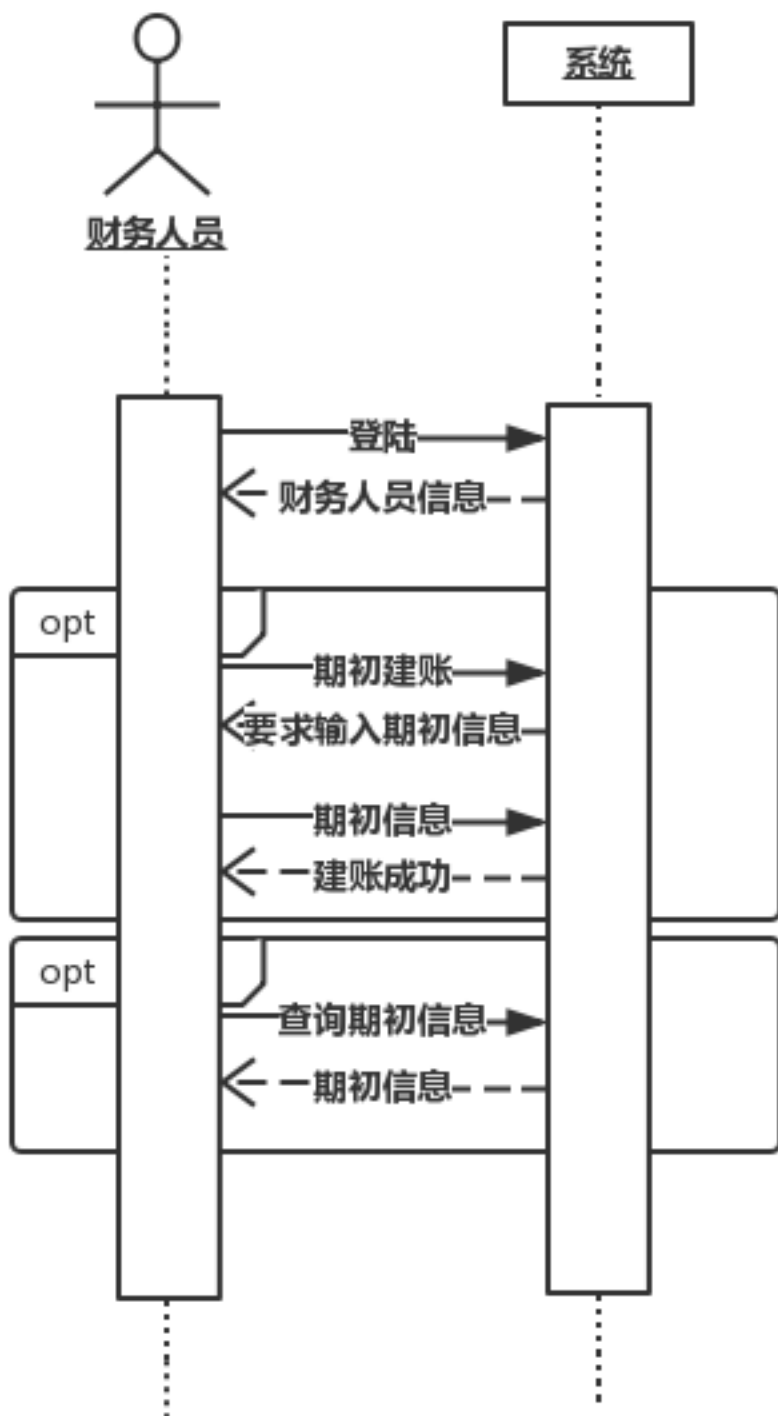 系统
财务人员
登陆
财务人员信息
opt
期初建账
要求输入期初信息
期初信息
建账成功
opt
查询期初信息
期初信息